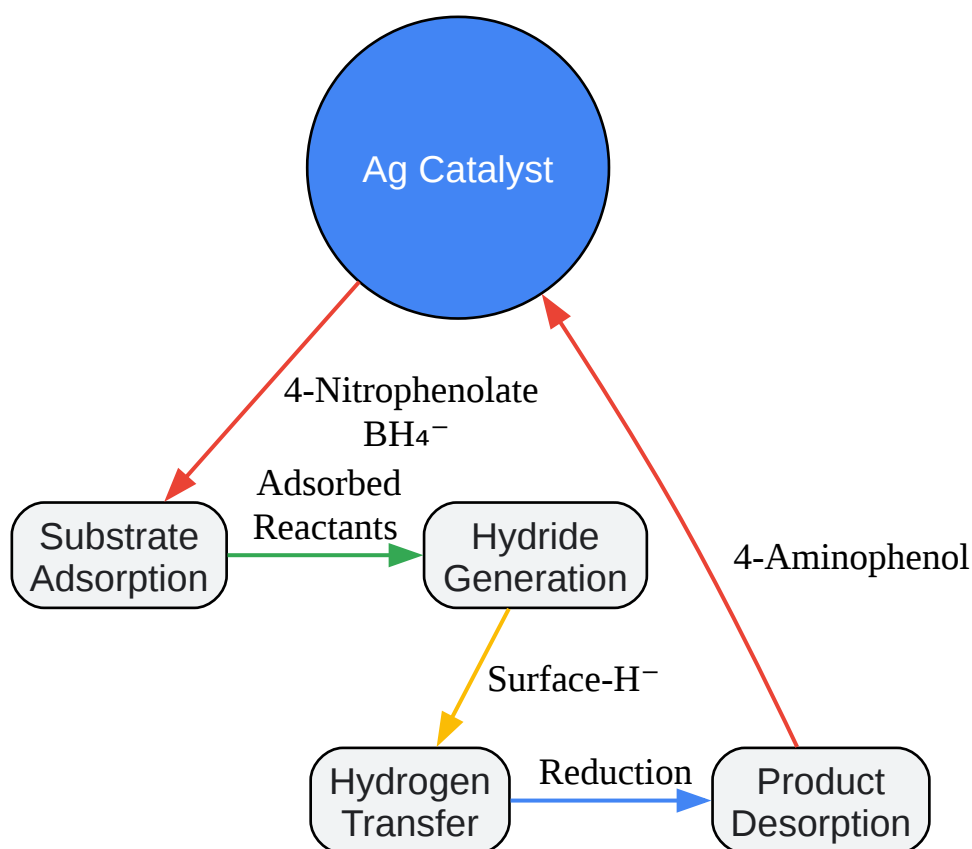 Ag Catalyst
4-Nitrophenolate
BH₄⁻
Adsorbed
Reactants
Substrate
Adsorption
Hydride
Generation
4-Aminophenol
Surface-H⁻
Hydrogen
Transfer
Reduction
Product
Desorption